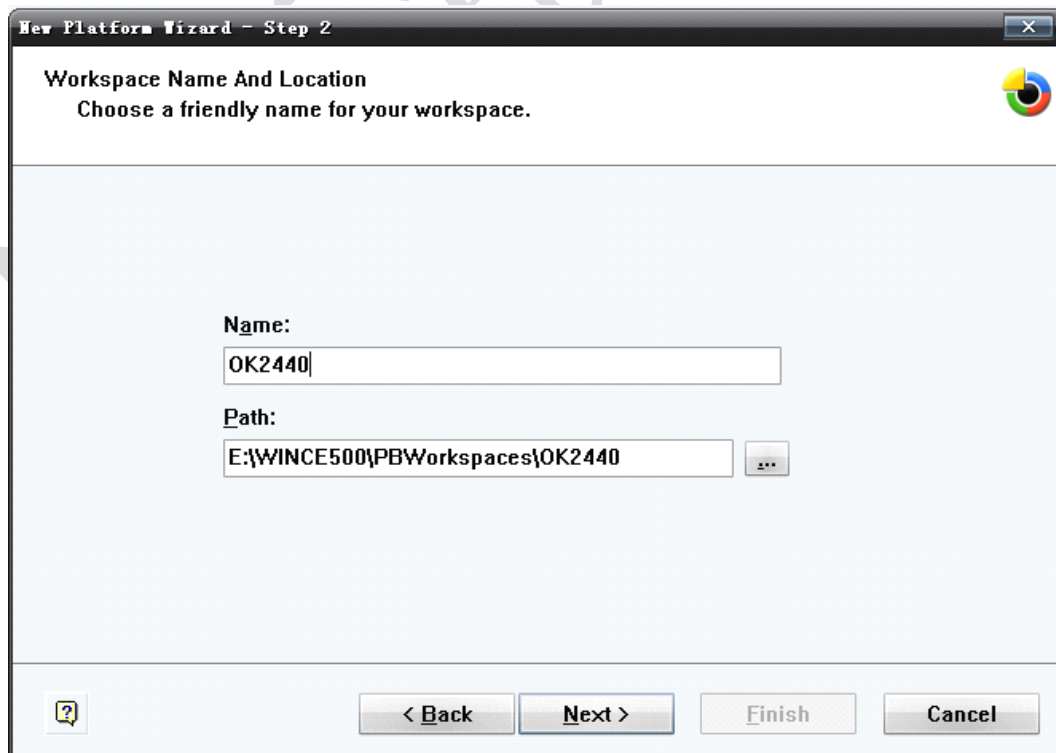 New Platform Wizard - Step 2
Workspace Name And Location
Choose a friendly name for your workspace.
Name:
OK2440
Path:
E:\WINCE500\PBWorkspaces\OK2440
...
< Back
Next >
Finish
Cancel